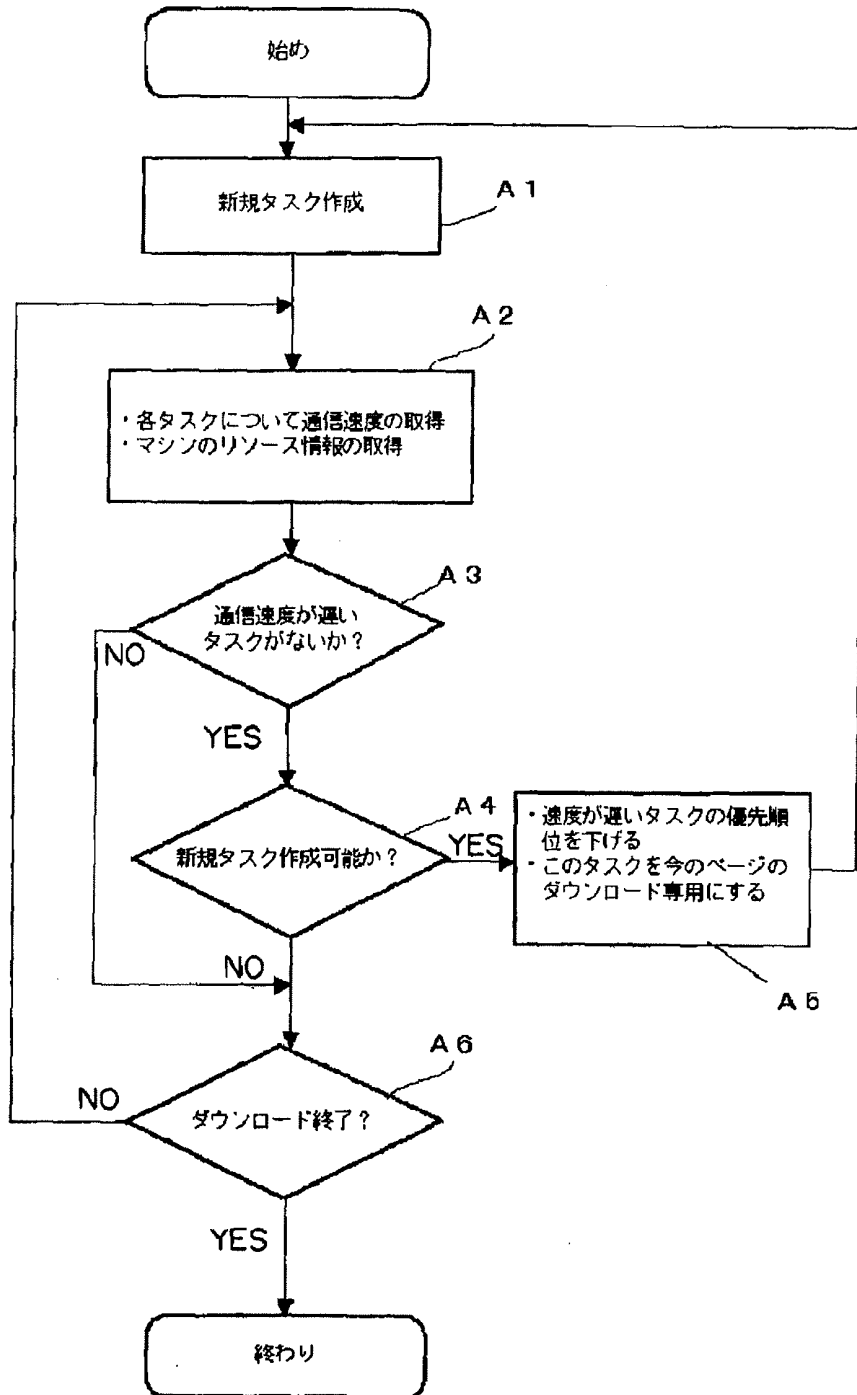 始め
新規タスク作成
A 1
A 2
・各タスクについて通信速度の取得
・マシンのリソース情報の取得
A 3
通信速度が遅い
タスクがないか？
NO
YES
A 4
新規タスク作成可能か？
YES
・速度が遅いタスクの優先順
位を下げる
・このタスクを今のページの
ダウンロード専用にする
A 5
NO
A 6
ダウンロード終了？
NO
YES
終わり